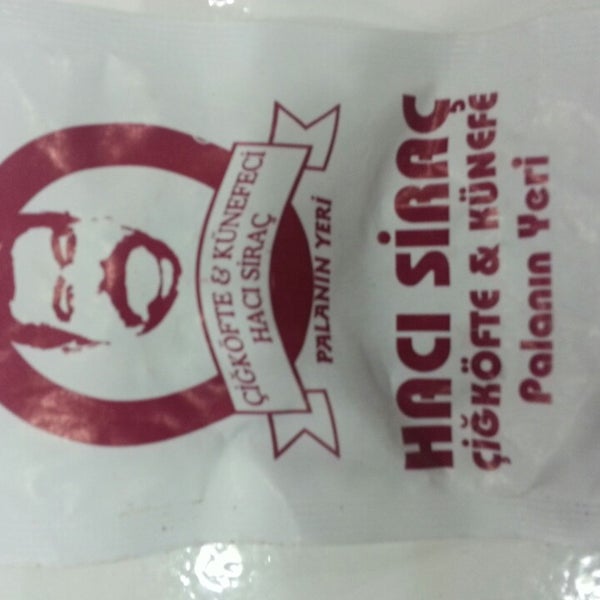 ÇİĞKÖFTE & KÜNEFECİ
HACI SİRAÇ
PALANIN YERİ
HACI SİRAÇ
ÇİĞKÖFTE & KÜNEFE
Palanın Yeri